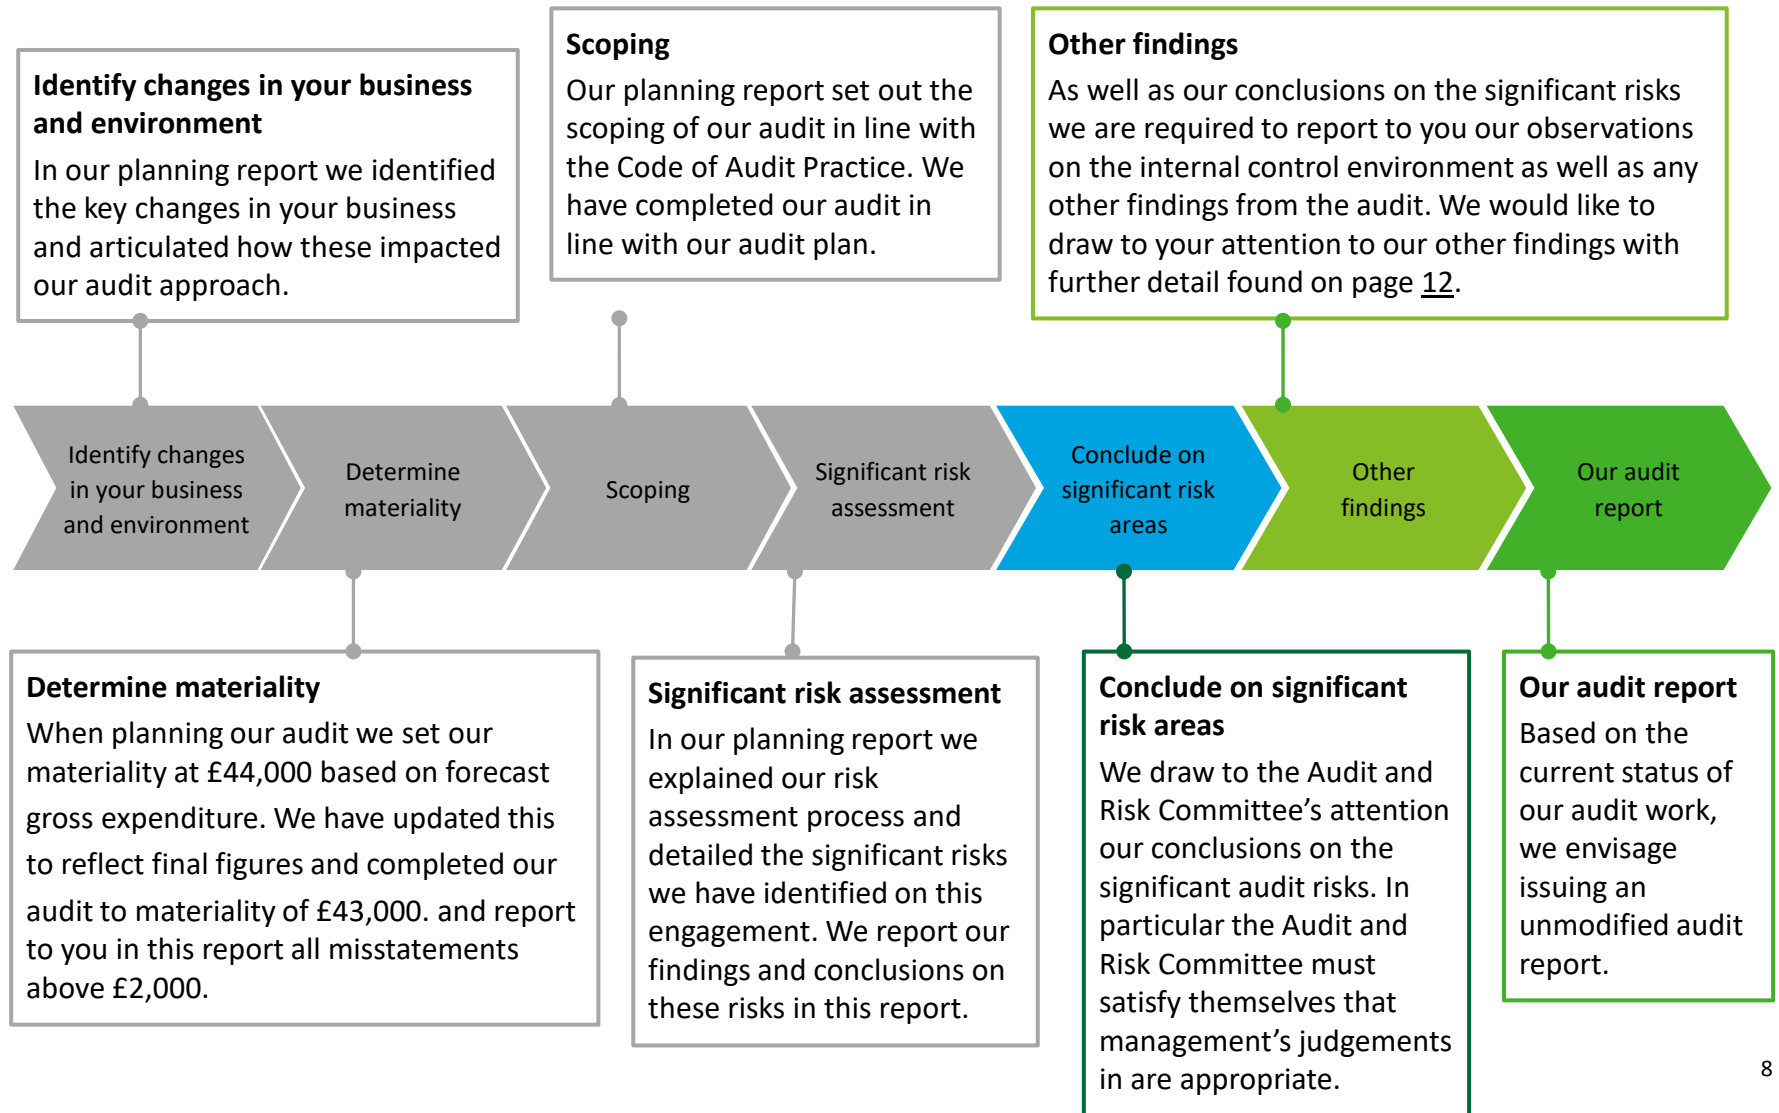 Identify changes in your business
and environment
In our planning report we identified
the key changes in your business
and articulated how these impacted
our audit approach.
Scoping
Our planning report set out the
scoping of our audit in line with
the Code of Audit Practice. We
have completed our audit in
line with our audit plan.
Other findings
As well as our conclusions on the significant risks
we are required to report to you our observations
on the internal control environment as well as any
other findings from the audit. We would like to
draw to your attention to our other findings with
further detail found on page 12.
Identify changes
in your business
and environment
Determine
materiality
Scoping
Significant risk
assessment
Conclude on
significant risk
areas
Other
findings
Our audit
report
Determine materiality
When planning our audit we set our
materiality at £44,000 based on forecast
gross expenditure. We have updated this
to reflect final figures and completed our
audit to materiality of £43,000. and report
to you in this report all misstatements
above £2,000.
Significant risk assessment
In our planning report we
explained our risk
assessment process and
detailed the significant risks
we have identified on this
engagement. We report our
findings and conclusions on
these risks in this report.
Conclude on significant
risk areas
We draw to the Audit and
Risk Committee’s attention
our conclusions on the
significant audit risks. In
particular the Audit and
Risk Committee must
satisfy themselves that
management’s judgements
in are appropriate.
Our audit report
Based on the
current status of
our audit work,
we envisage
issuing an
unmodified audit
report.
8